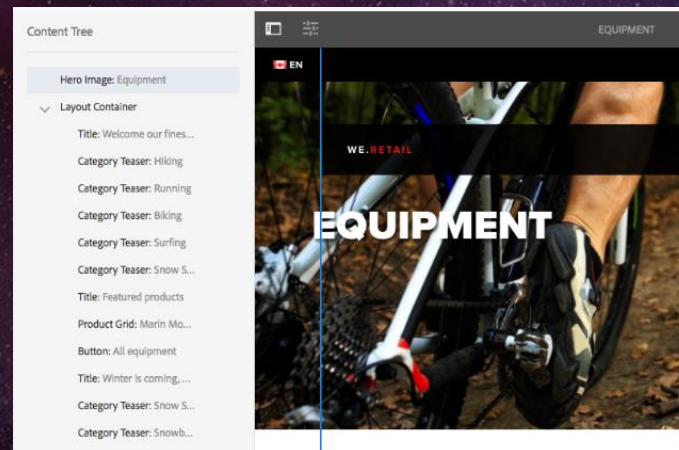 Content Tree
EQUIPMENT
EN
Hero Image: Equipment
Layout Container
Title: Welcome our fines...
Category Teaser: Hiking
Category Teaser: Running
Category Teaser: Biking
Category Teaser: Surfing
Category Teaser: Snow S...
Title: Featured products
Product Grid: Marin Mo...
Button: All equipment
Title: Winter is coming, ...
Category Teaser: Snow S...
Category Teaser: Snowb...
WE.RETAIL
EQUIPMENT